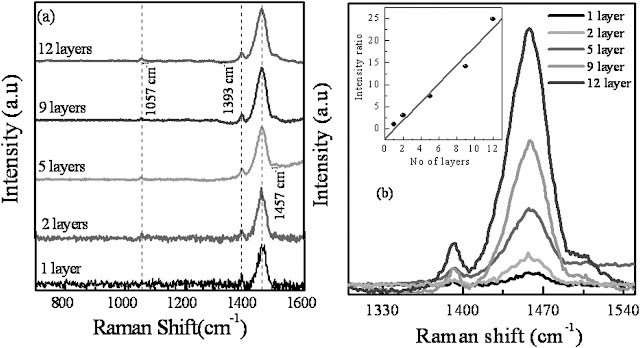 (a)
12 layers
9 layers
5 layers
2 layers
1 layer
1057 cm-1
1393 cm-1
1457 cm-1
Intensity (a.u)
800 1000 1200 1400 1600
Raman Shift(cm-1)
(b)
1 layer
2 layer
5 layer
9 layer
12 layer
Intensity ratio
25
20
15
10
5
0
0 2 4 6 8 10 12
No of layers
Intensity (a.u)
1330 1400 1470 1540
Raman shift (cm-1)